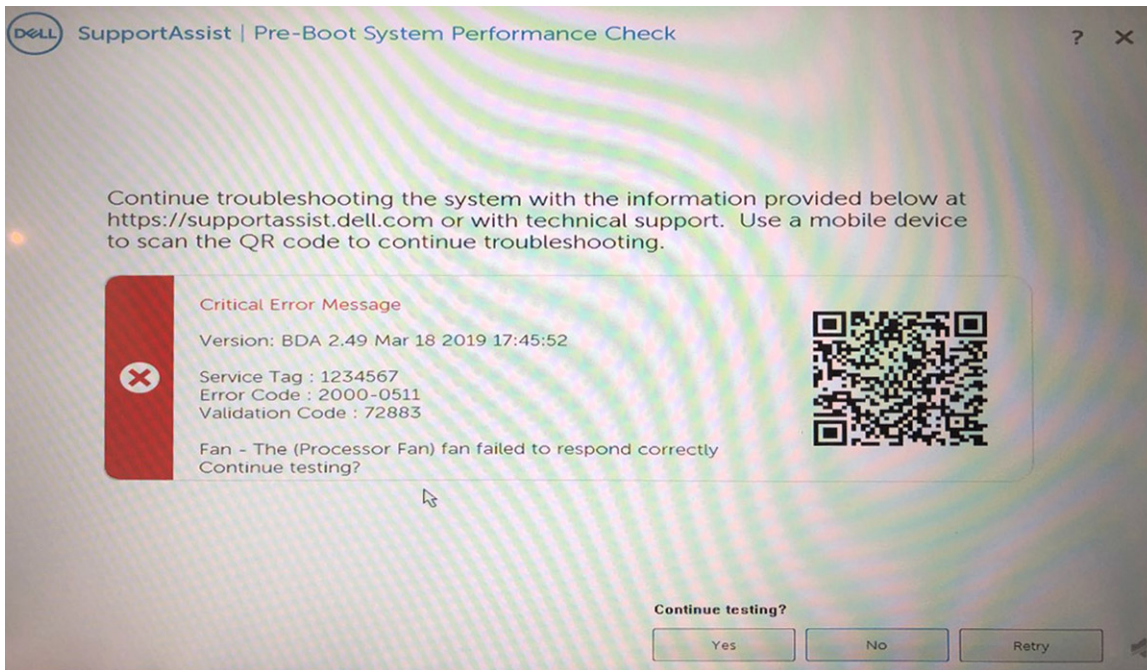 DELL SupportAssist | Pre-Boot System Performance Check
? X
Continue troubleshooting the system with the information provided below at
https://supportassist.dell.com or with technical support. Use a mobile device
to scan the QR code to continue troubleshooting.
Critical Error Message
Version: BDA 2.49 Mar 18 2019 17:45:52
Service Tag : 1234567
Error Code : 2000-0511
Validation Code : 72883
Fan - The (Processor Fan) fan failed to respond correctly
Continue testing?
Continue testing?
Yes No Retry